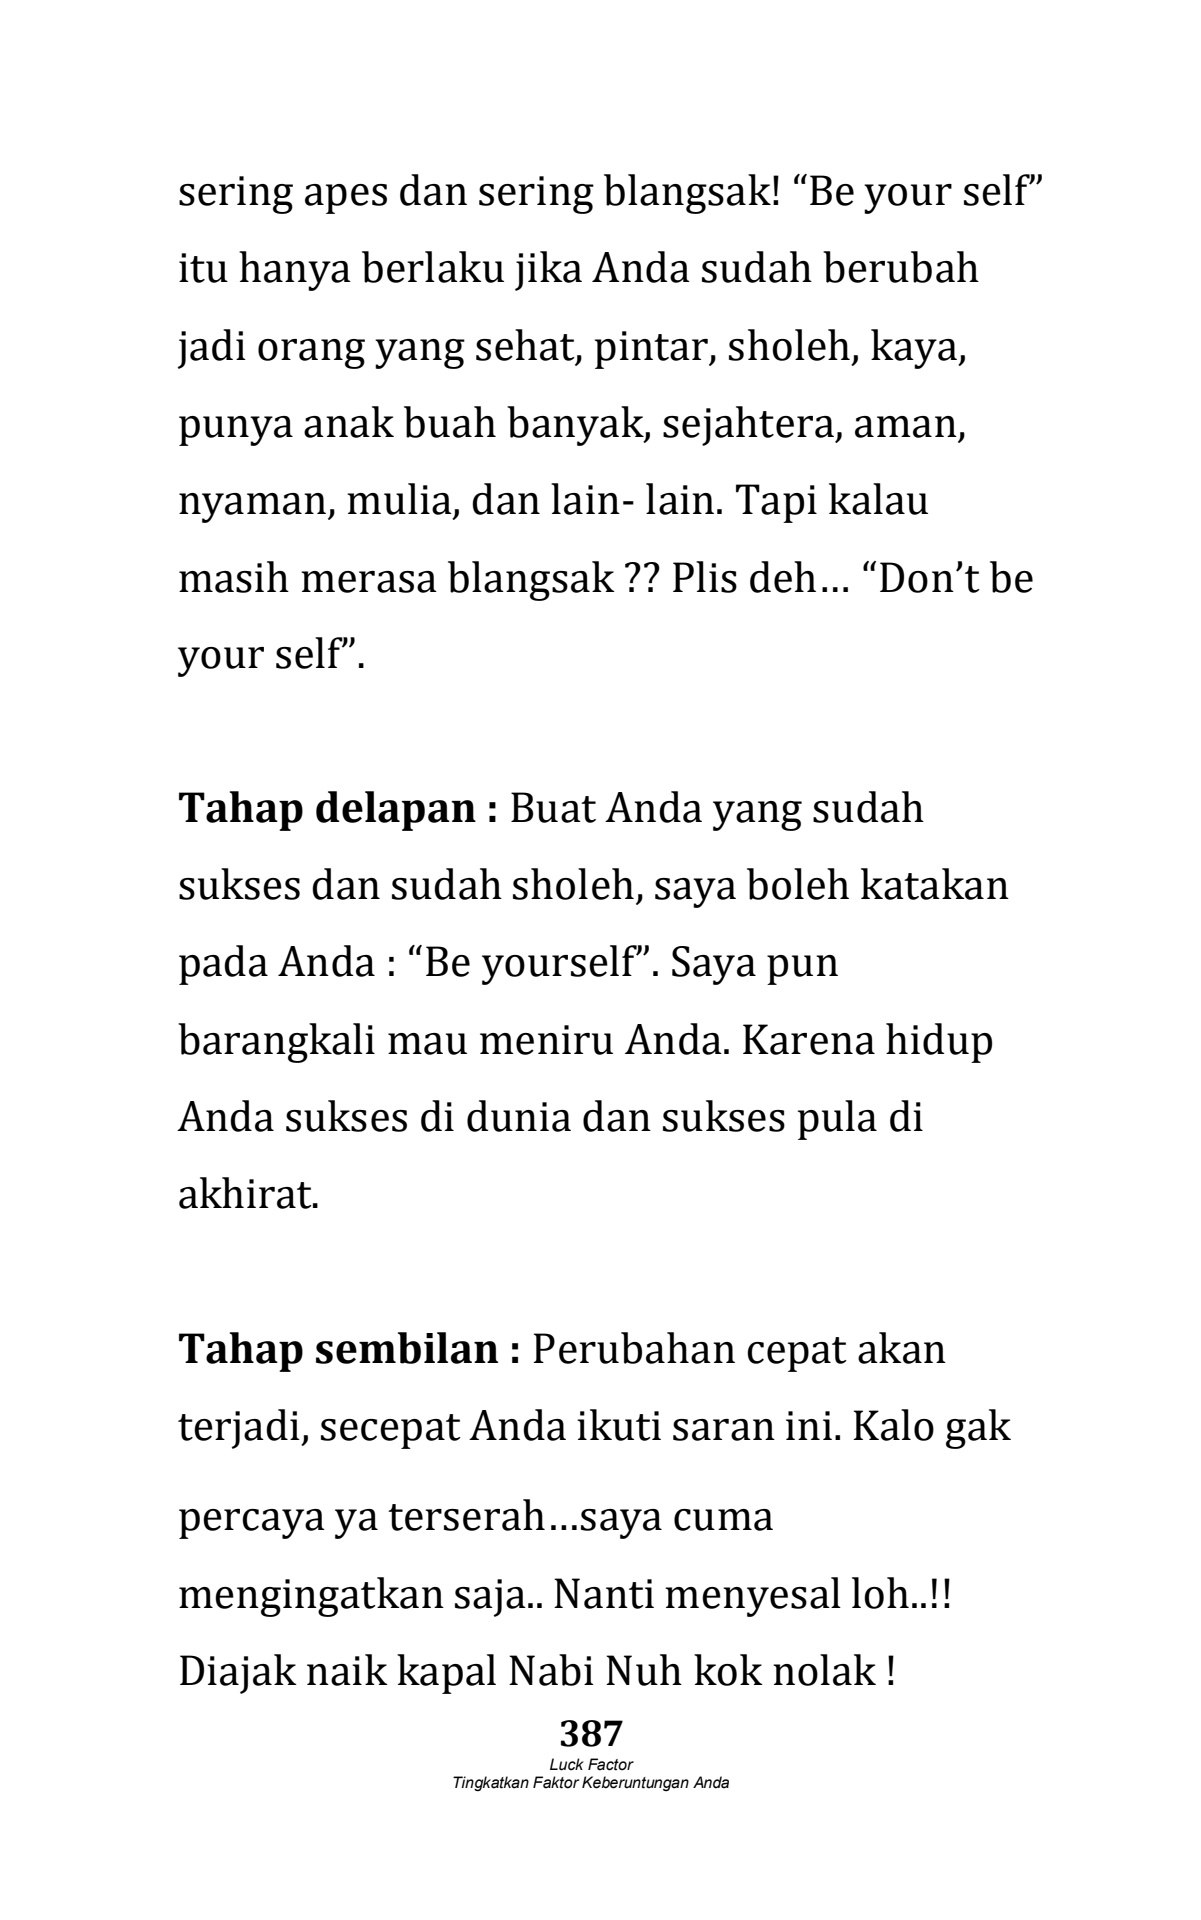 sering apes dan sering blangsak! “Be your self”
itu hanya berlaku jika Anda sudah berubah
jadi orang yang sehat, pintar, sholeh, kaya,
punya anak buah banyak, sejahtera, aman,
nyaman, mulia, dan lain- lain. Tapi kalau
masih merasa blangsak ?? Plis deh… “Don’t be
your self”.
Tahap delapan : Buat Anda yang sudah
sukses dan sudah sholeh, saya boleh katakan
pada Anda : “Be yourself”. Saya pun
barangkali mau meniru Anda. Karena hidup
Anda sukses di dunia dan sukses pula di
akhirat.
Tahap sembilan : Perubahan cepat akan
terjadi, secepat Anda ikuti saran ini. Kalo gak
percaya ya terserah…saya cuma
mengingatkan saja.. Nanti menyesal loh..!!
Diajak naik kapal Nabi Nuh kok nolak !
387
Luck Factor
Tingkatkan Faktor Keberuntungan Anda